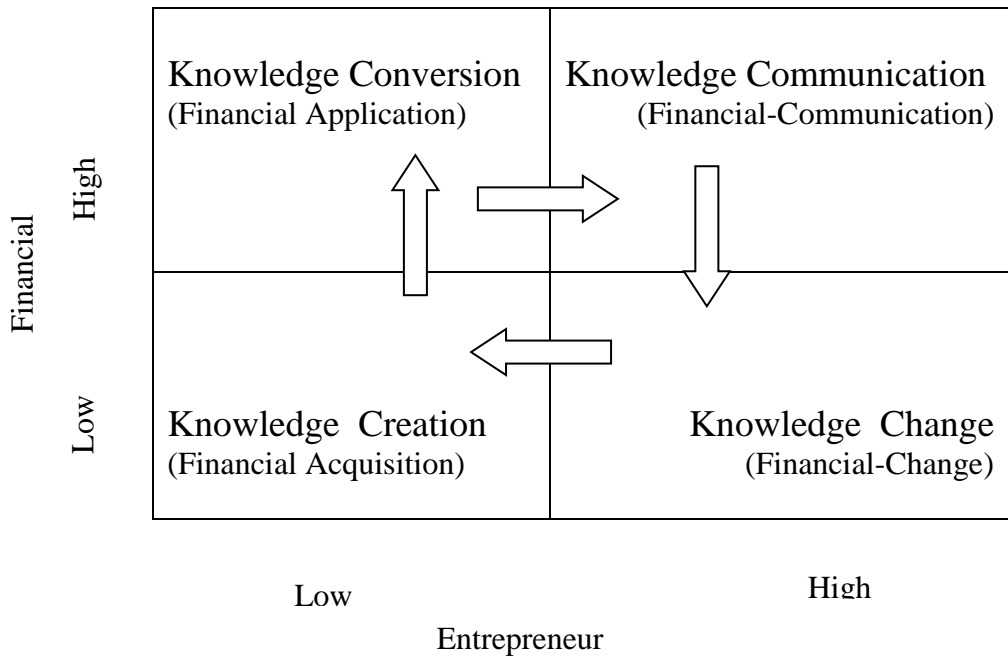 Knowledge Conversion
(Financial Application)
Knowledge Communication
(Financial-Communication)
High
Financial
Low
Knowledge Creation
(Financial Acquisition)
Knowledge Change
(Financial-Change)
Low
High
Entrepreneur